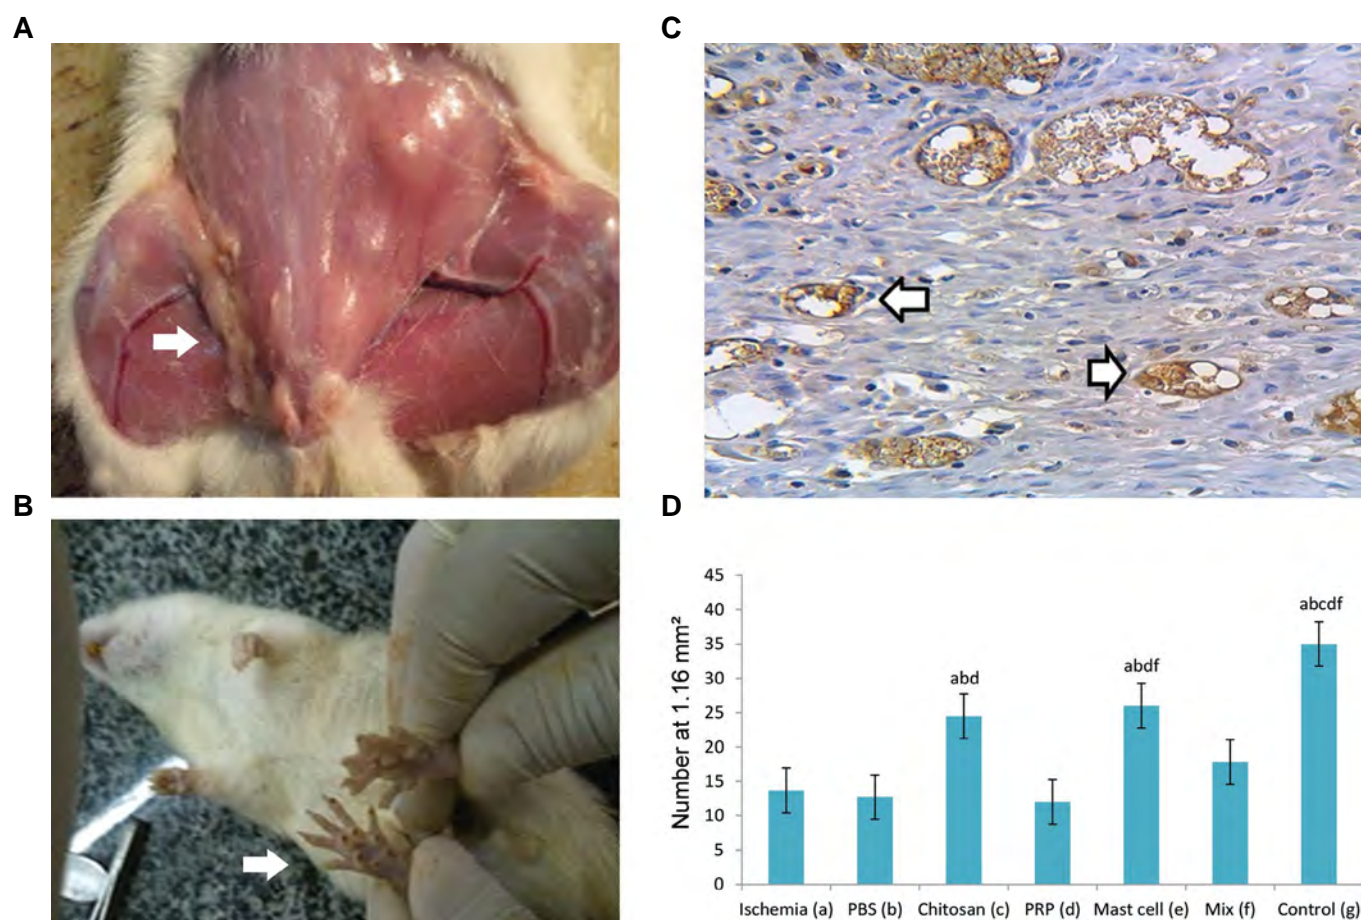 A
C
B
D
Number at 1.16 mm²
45
40
35
30
25
20
15
10
5
0
abd
abdf
abcdf
Ischemia (a) PBS (b) Chitosan (c) PRP (d) Mast cell (e) Mix (f) Control (g)